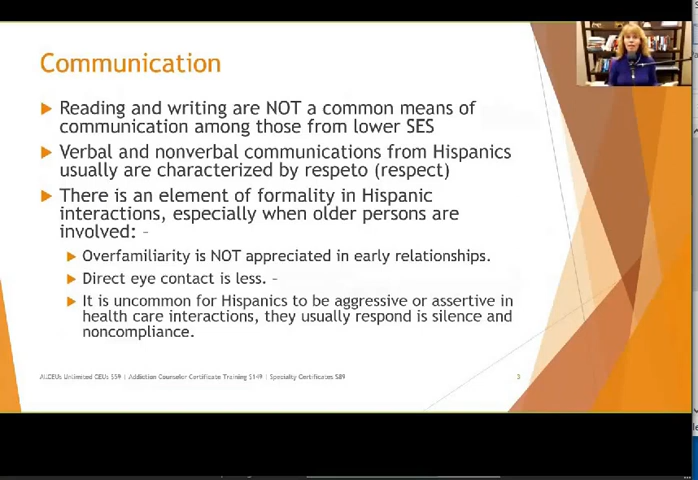 Communication
Reading and writing are NOT a common means of
communication among those from lower SES
Verbal and nonverbal communications from Hispanics
usually are characterized by respeto (respect)
There is an element of formality in Hispanic
interactions, especially when older persons are
involved: -
Overfamiliarity is NOT appreciated in early relationships.
Direct eye contact is less. -
It is uncommon for Hispanics to be aggressive or assertive in
health care interactions, they usually respond is silence and
noncompliance.
AllCEUs Unlimited CEUs $59 | Addiction Counselor Certificate Training $149 | Specialty Certificates $89
3